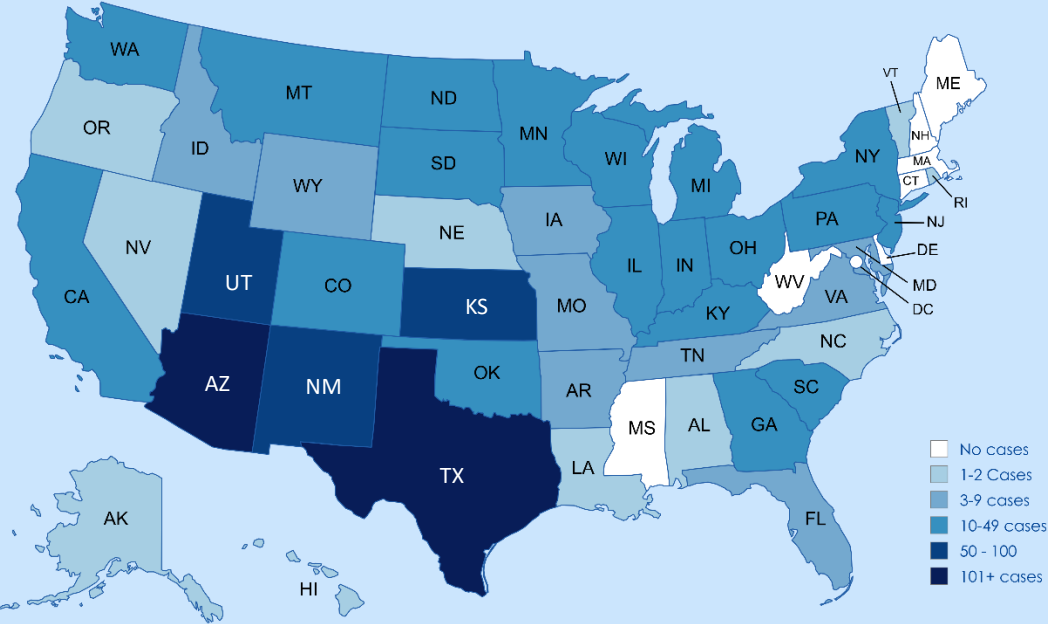 WA
MT
ND
MN
OR
ID
SD
WI
WY
MI
VT
ME
NH
NY
MA
CT
RI
IA
NE
PA
NJ
NV
UT
CO
IL
IN
OH
DE
CA
KS
MO
WV
VA
MD
DC
KY
NC
AZ
NM
OK
AR
TN
SC
TX
LA
MS
AL
GA
FL
AK
HI
No cases
1-2 Cases
3-9 cases
10-49 cases
50 - 100
101+ cases